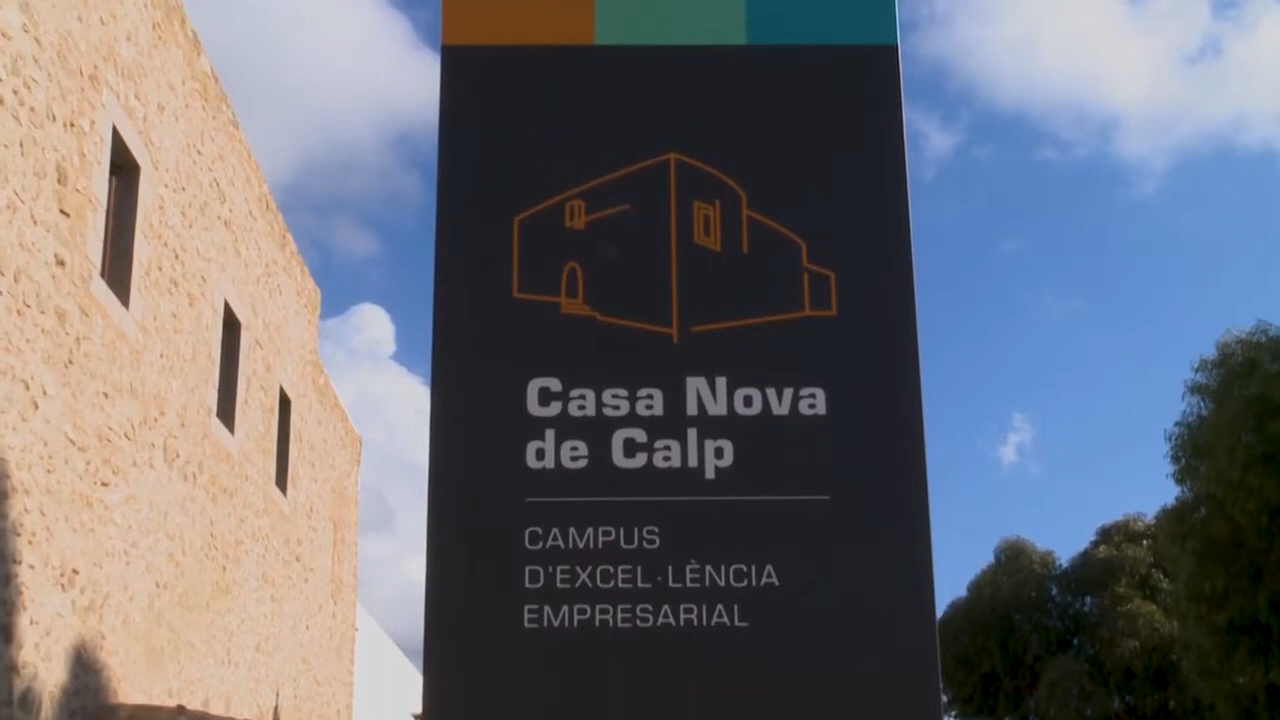 Casa Nova
de Calp
CAMPUS
D'EXCEL·LÈNCIA
EMPRESARIAL